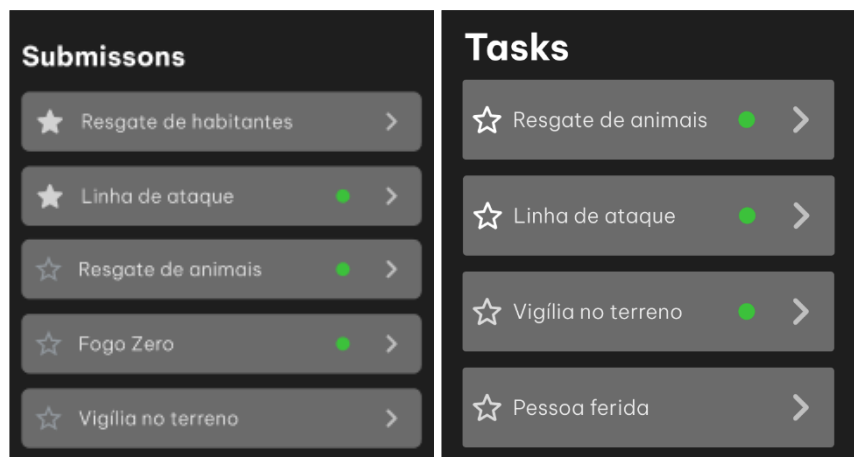 Submissons
Resgate de habitantes
Linha de ataque
Resgate de animais
Fogo Zero
Vigília no terreno
Tasks
Resgate de animais
Linha de ataque
Vigília no terreno
Pessoa ferida